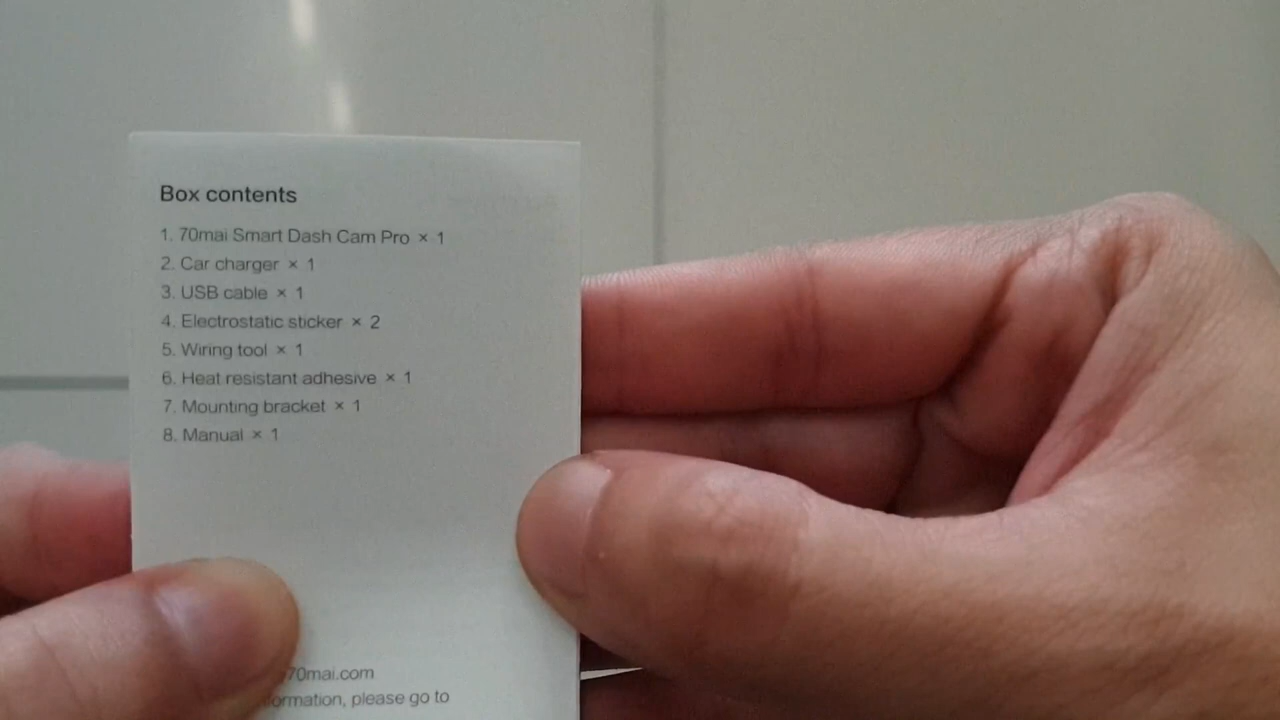 Box contents
1. 70mai Smart Dash Cam Pro × 1
2. Car charger × 1
3. USB cable × 1
4. Electrostatic sticker × 2
5. Wiring tool × 1
6. Heat resistant adhesive × 1
7. Mounting bracket × 1
8. Manual × 1
70mai.com
ormation, please go to